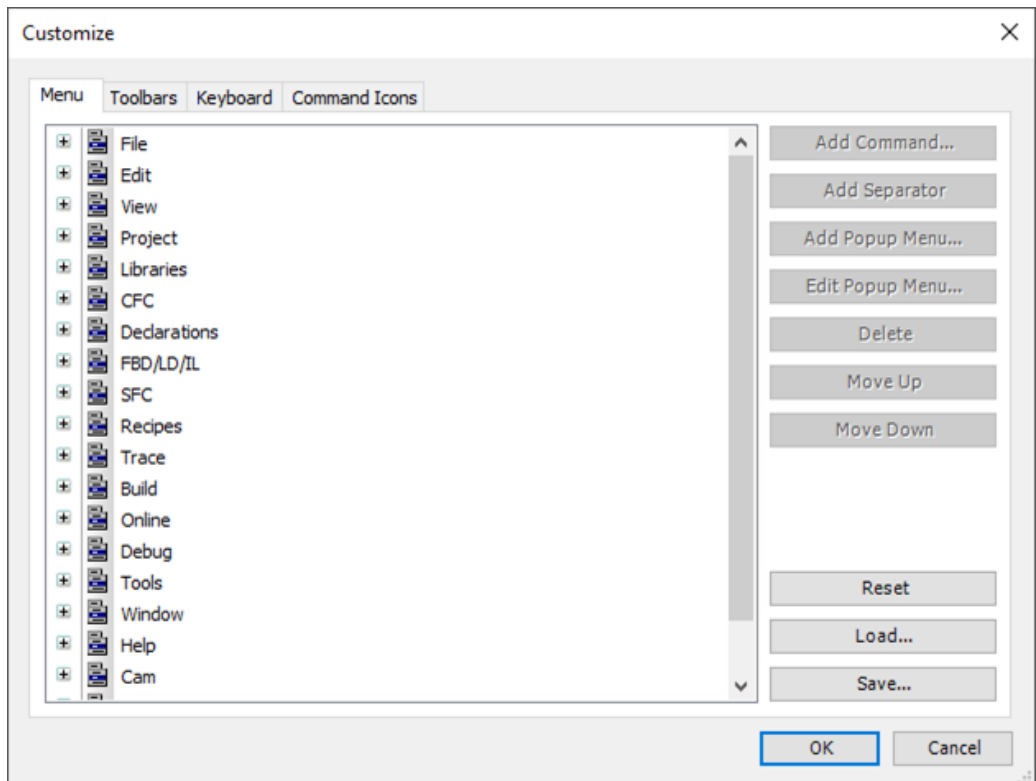 Customize
Menu
Toolbars
Keyboard
Command Icons
File
Edit
View
Project
Libraries
CFC
Declarations
FBD/LD/IL
SFC
Recipes
Trace
Build
Online
Debug
Tools
Window
Help
Cam
Add Command...
Add Separator
Add Popup Menu...
Edit Popup Menu...
Delete
Move Up
Move Down
Reset
Load...
Save...
OK
Cancel